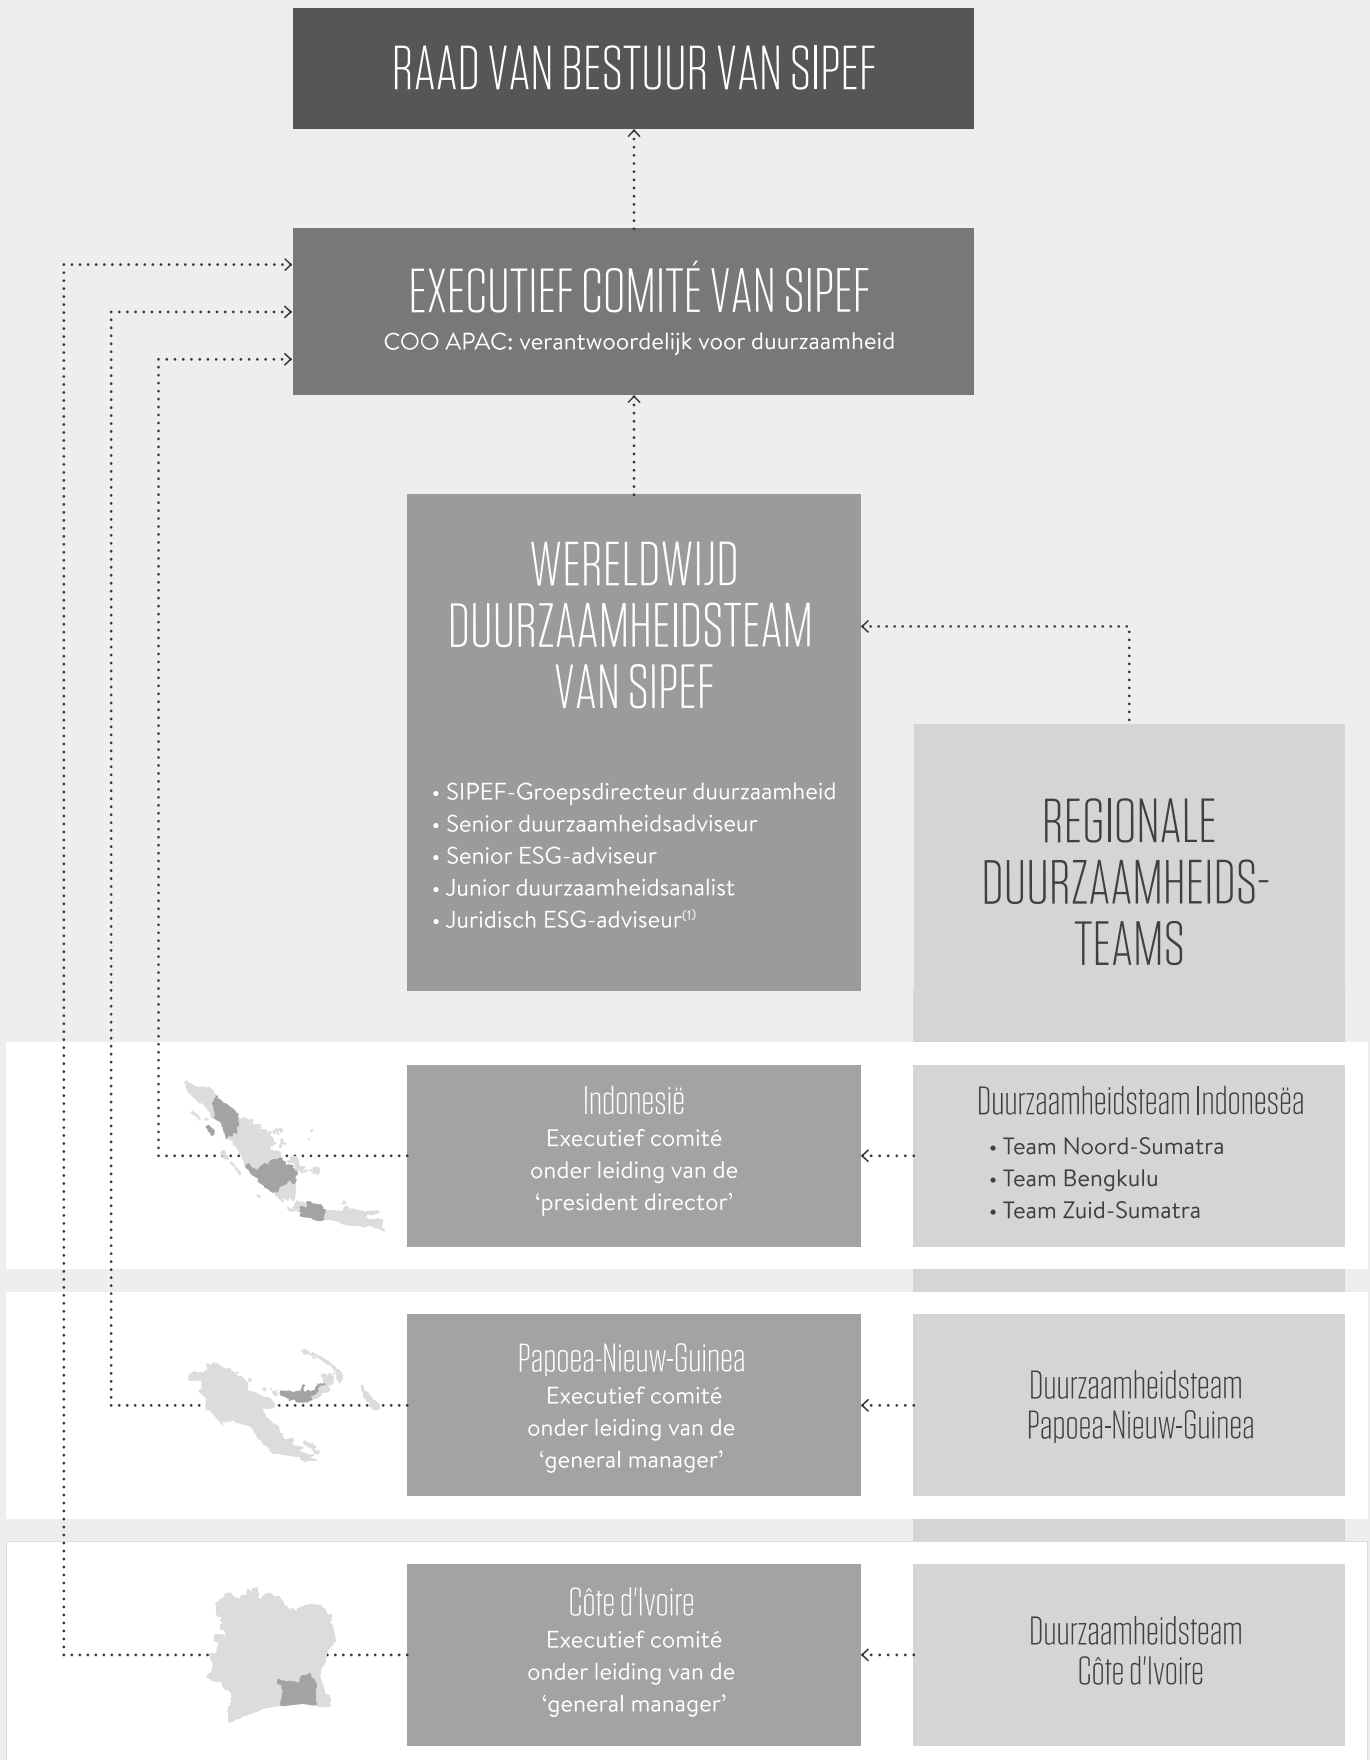 RAAD VAN BESTUUR VAN SIPEF
EXECUTIEF COMITÉ VAN SIPEF
COO APAC: verantwoordelijk voor duurzaamheid
WERELDWIJD
DUURZAAMHEIDSTEAM
VAN SIPEF
• SIPEF-Groepsdirecteur duurzaamheid
• Senior duurzaamheidsadviseur
• Senior ESG-adviseur
• Junior duurzaamheidsanalist
• Juridisch ESG-adviseur⁽¹⁾
REGIONALE
DUURZAAMHEIDS-
TEAMS
Indonesië
Executief comité
onder leiding van de
‘president director’
Duurzaamheidsteam Indonesëa
• Team Noord-Sumatra
• Team Bengkulu
• Team Zuid-Sumatra
Papoea-Nieuw-Guinea
Executief comité
onder leiding van de
‘general manager’
Duurzaamheidsteam
Papoea-Nieuw-Guinea
Côte d'Ivoire
Executief comité
onder leiding van de
‘general manager’
Duurzaamheidsteam
Côte d'Ivoire